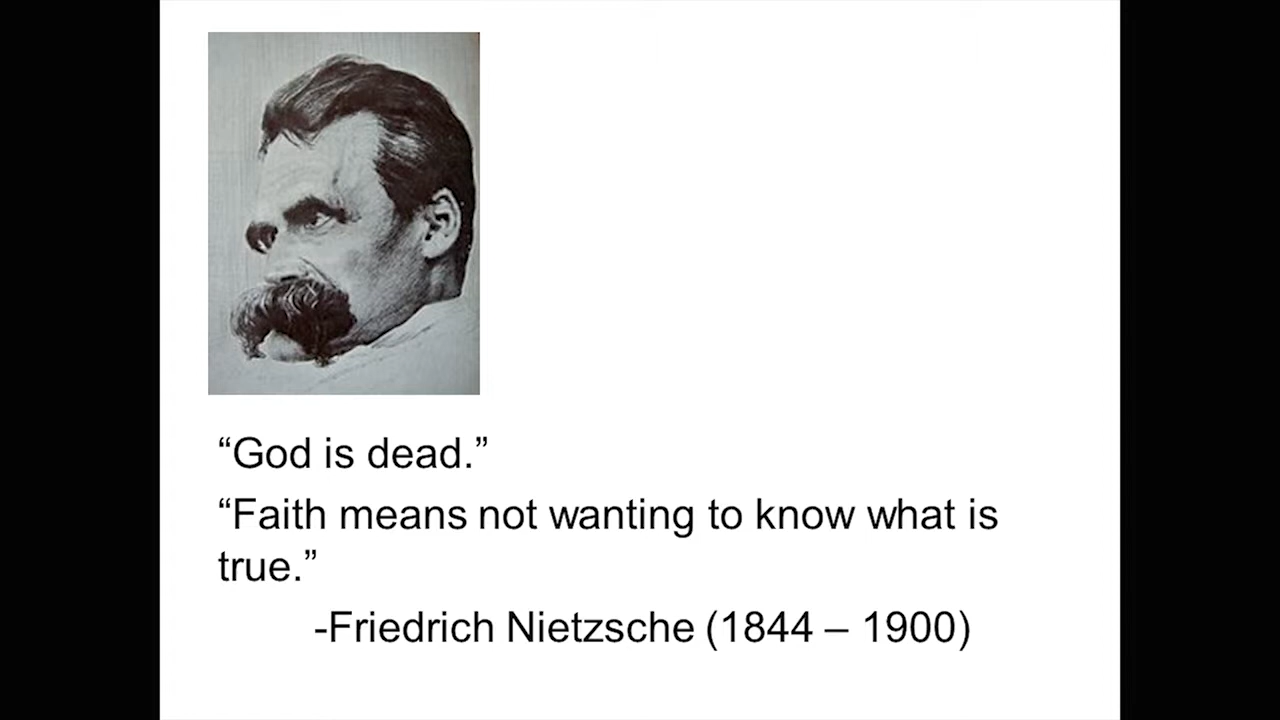 “God is dead.”
“Faith means not wanting to know what is
true.”
-Friedrich Nietzsche (1844 – 1900)